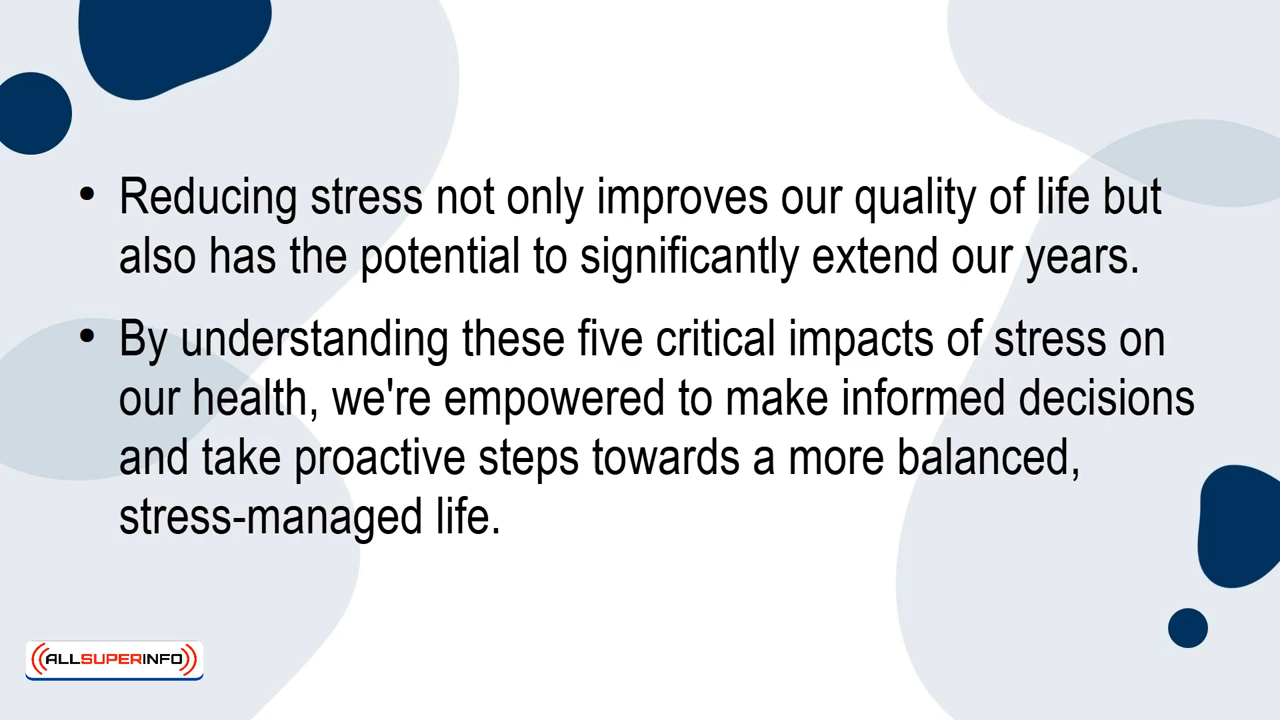 • Reducing stress not only improves our quality of life but
also has the potential to significantly extend our years.
• By understanding these five critical impacts of stress on
our health, we're empowered to make informed decisions
and take proactive steps towards a more balanced,
stress-managed life.
ALLSUPERINFO